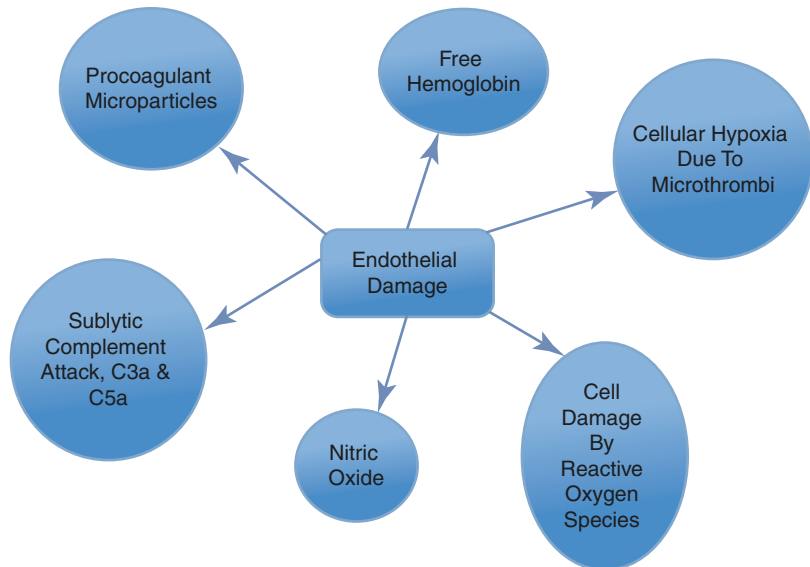 Procoagulant
Microparticles
Free
Hemoglobin
Cellular Hypoxia
Due To
Microthrombi
Endothelial
Damage
Sublytic
Complement
Attack, C3a &
C5a
Nitric
Oxide
Cell
Damage
By
Reactive
Oxygen
Species